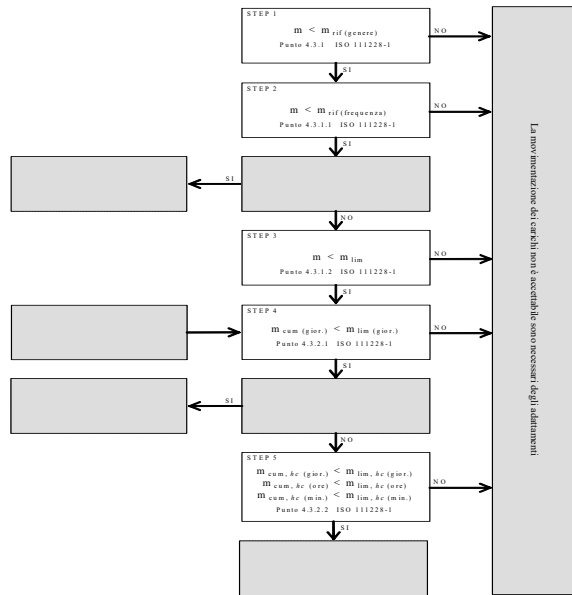 STEP 1
m < m rif (genere)
Punto 4.3.1 ISO 111228-1
NO
SI
STEP 2
m < m rif (frequenza)
Punto 4.3.1.1 ISO 111228-1
NO
SI
SI
NO
STEP 3
m < m lim
Punto 4.3.1.2 ISO 111228-1
NO
SI
STEP 4
m cum (gior.) < m lim (gior.)
Punto 4.3.2.1 ISO 111228-1
NO
SI
SI
NO
STEP 5
m cum, hc (gior.) < m lim, hc (gior.)
m cum, hc (ore) < m lim, hc (ore)
m cum, hc (min.) < m lim, hc (min.)
Punto 4.3.2.2 ISO 111228-1
NO
SI
La movimentazione dei carichi non è accettabile sono necessari degli adattamenti